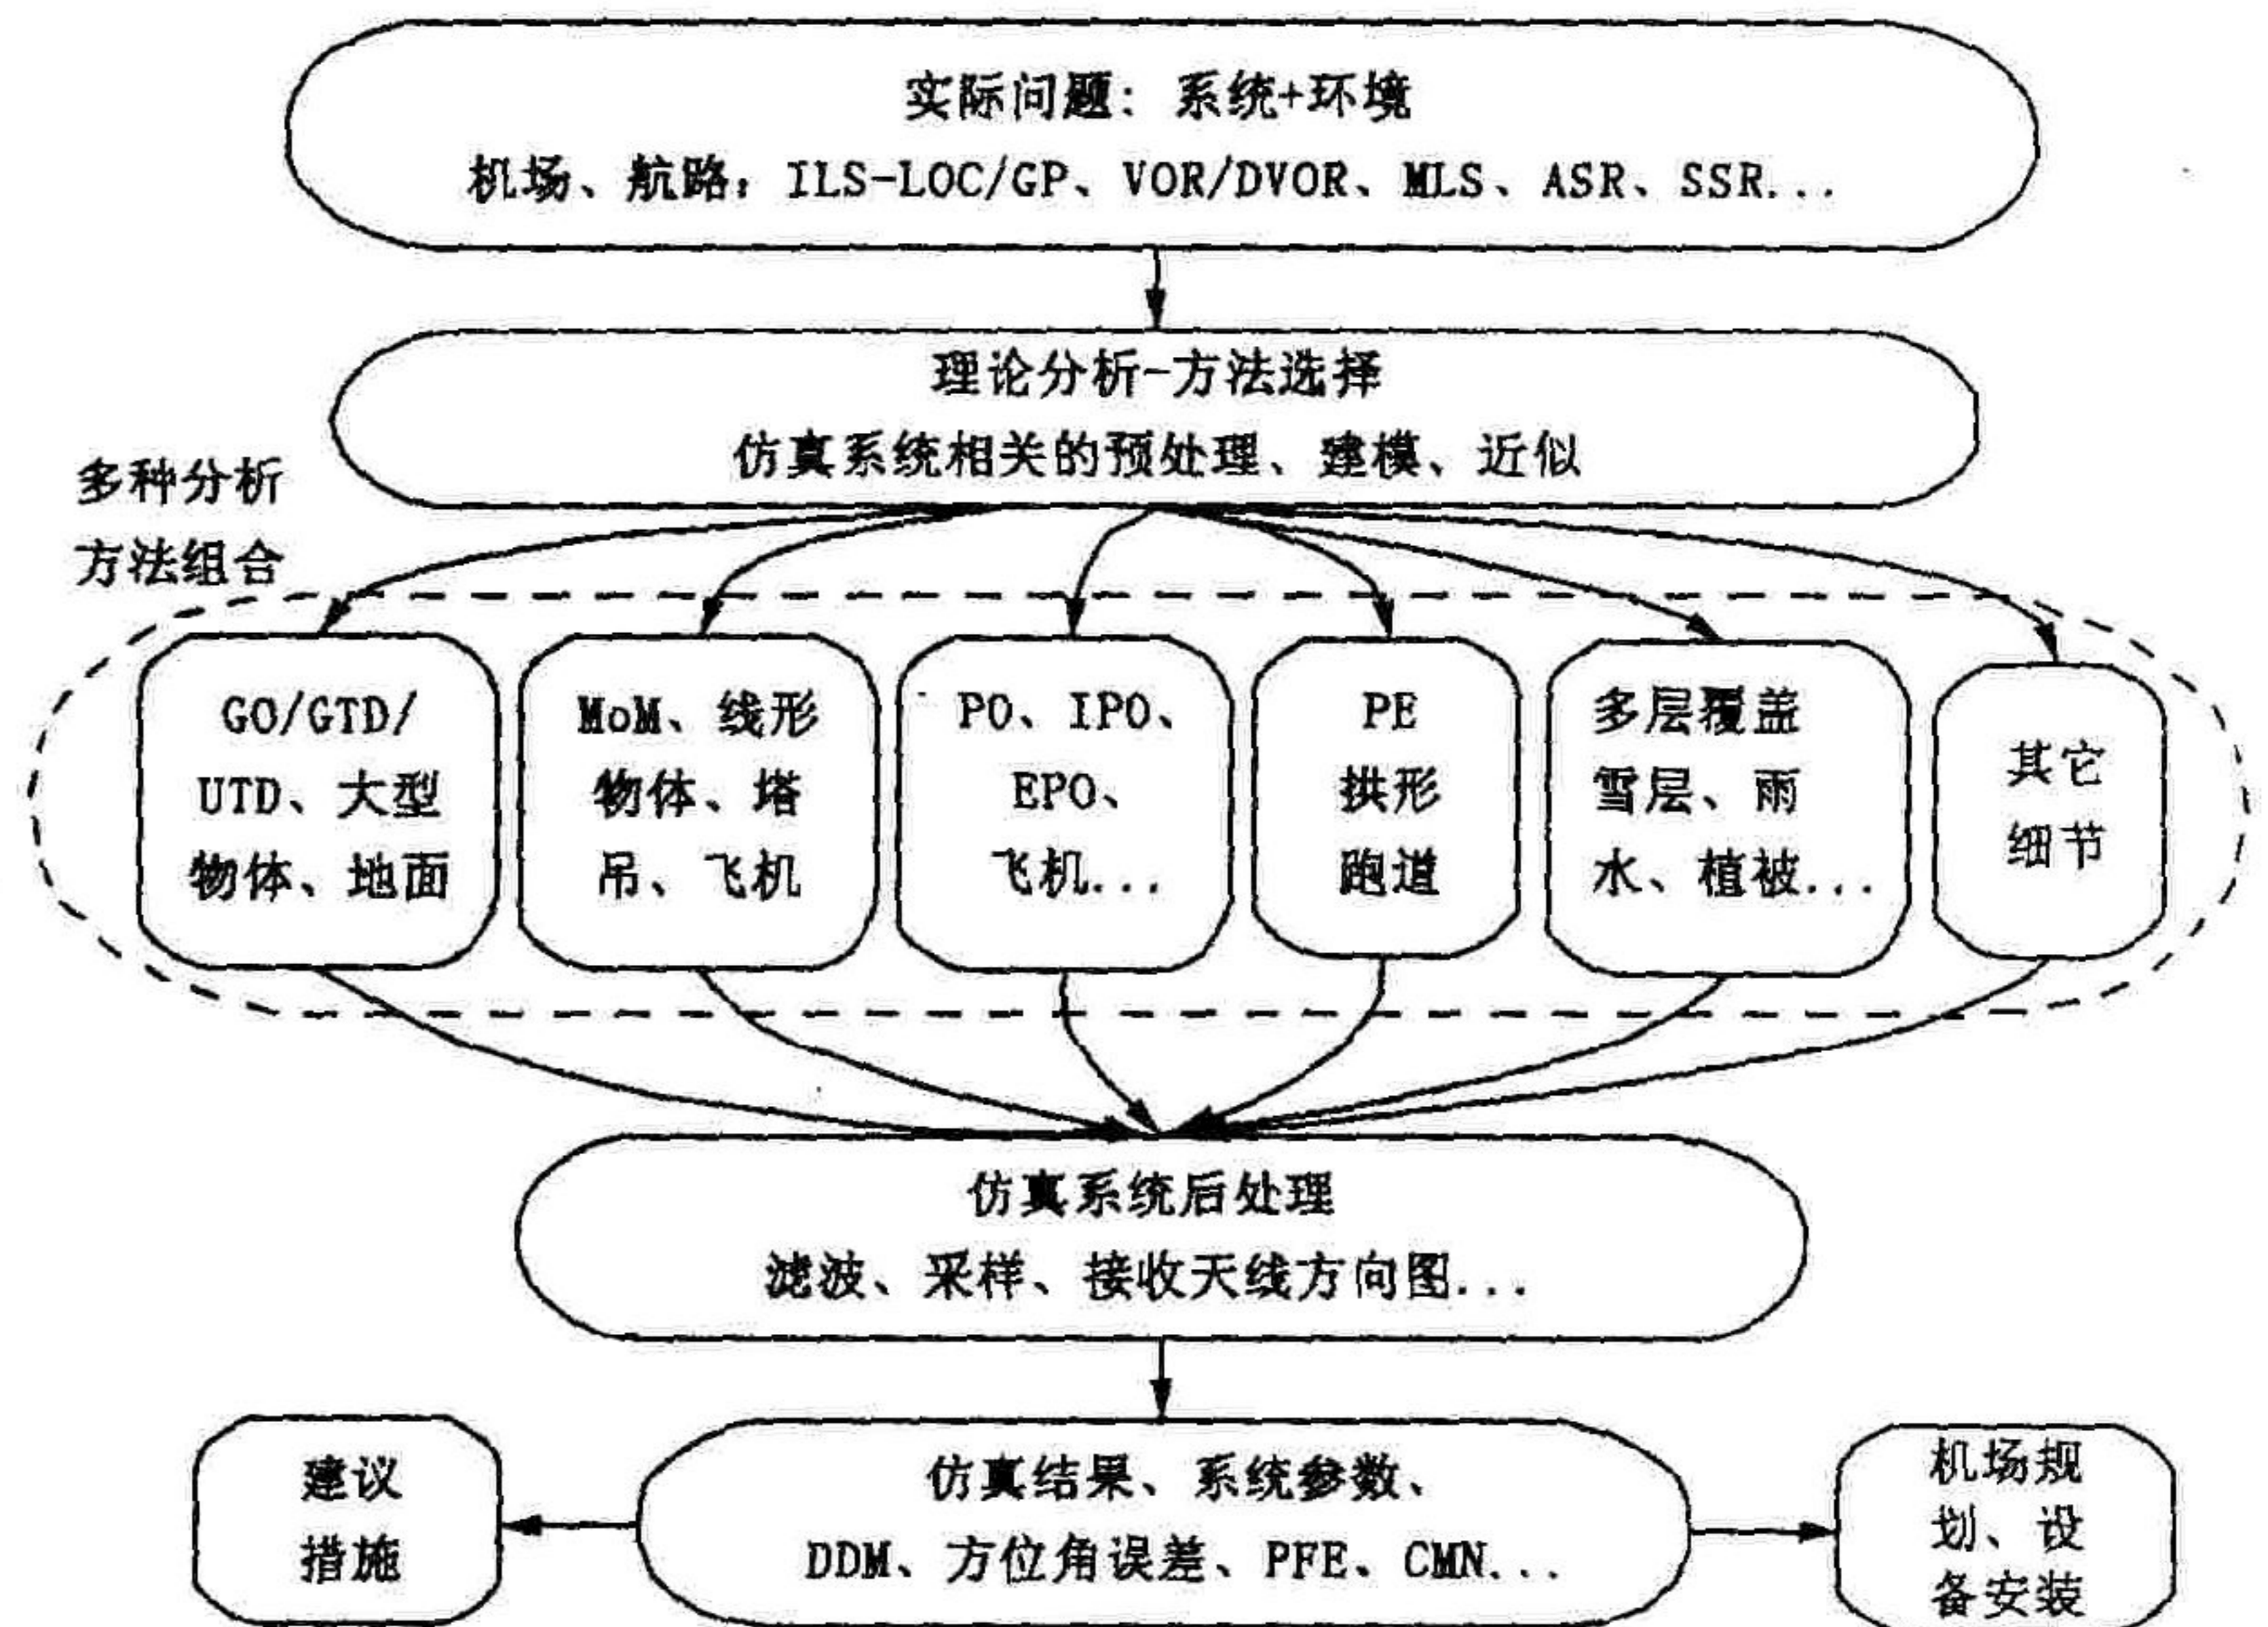 实际问题：系统+环境
机场、航路：ILS-LOC/GP、VOR/DVOR、MLS、ASR、SSR...
理论分析-方法选择
仿真系统相关的预处理、建模、近似
多种分析
方法组合
GO/GTD/
UTD、大型
物体、地面
MoM、线形
物体、塔
吊、飞机
PO、IPO、
EPO、
飞机...
PE
拱形
跑道
多层覆盖
雪层、雨
水、植被...
其它
细节
仿真系统后处理
滤波、采样、接收天线方向图...
建议
措施
仿真结果、系统参数、
DDM、方位角误差、PFE、CMN...
机场规
划、设
备安装